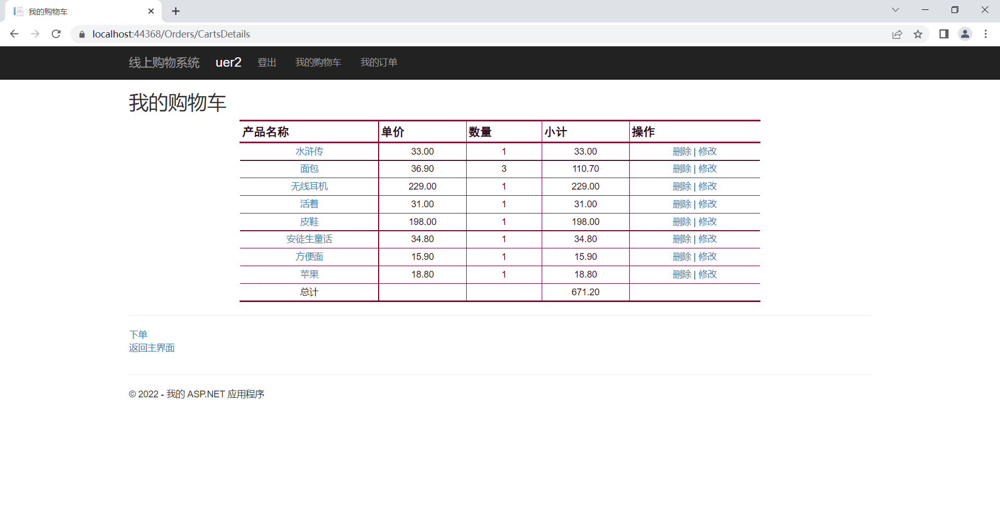 我的购物车
localhost:44368/Orders/CartsDetails
线上购物系统 uer2 登出 我的购物车 我的订单
我的购物车
产品名称 单价 数量 小计 操作
水浒传 33.00 1 33.00 删除 | 修改
面包 36.90 3 110.70 删除 | 修改
无线耳机 229.00 1 229.00 删除 | 修改
活着 31.00 1 31.00 删除 | 修改
皮鞋 198.00 1 198.00 删除 | 修改
安徒生童话 34.80 1 34.80 删除 | 修改
方便面 15.90 1 15.90 删除 | 修改
苹果 18.80 1 18.80 删除 | 修改
总计 671.20
下单
返回主界面
© 2022 - 我的 ASP.NET 应用程序